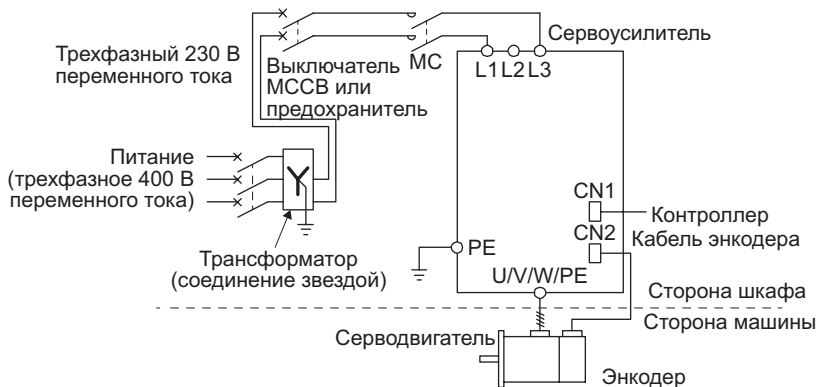 Трехфазный 230 В
переменного тока
Выключатель
MCCB или
предохранитель
MC
Сервоусилитель
L1 L2 L3
Питание
(трехфазное 400 В
переменного тока)
Трансформатор
(соединение звездой)
CN1
Контроллер
CN2
Кабель энкодера
PE
U/V/W/PE
Сторона шкафа
Сторона машины
Серводвигатель
Энкодер